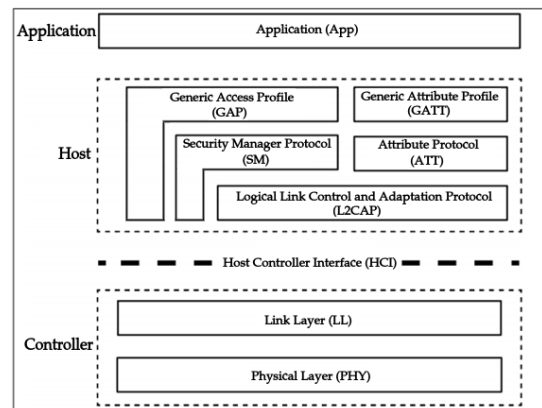 Application
Application (App)
Host
Generic Access Profile
(GAP)
Generic Attribute Profile
(GATT)
Security Manager Protocol
(SM)
Attribute Protocol
(ATT)
Logical Link Control and Adaptation Protocol
(L2CAP)
Host Controller Interface (HCI)
Controller
Link Layer (LL)
Physical Layer (PHY)